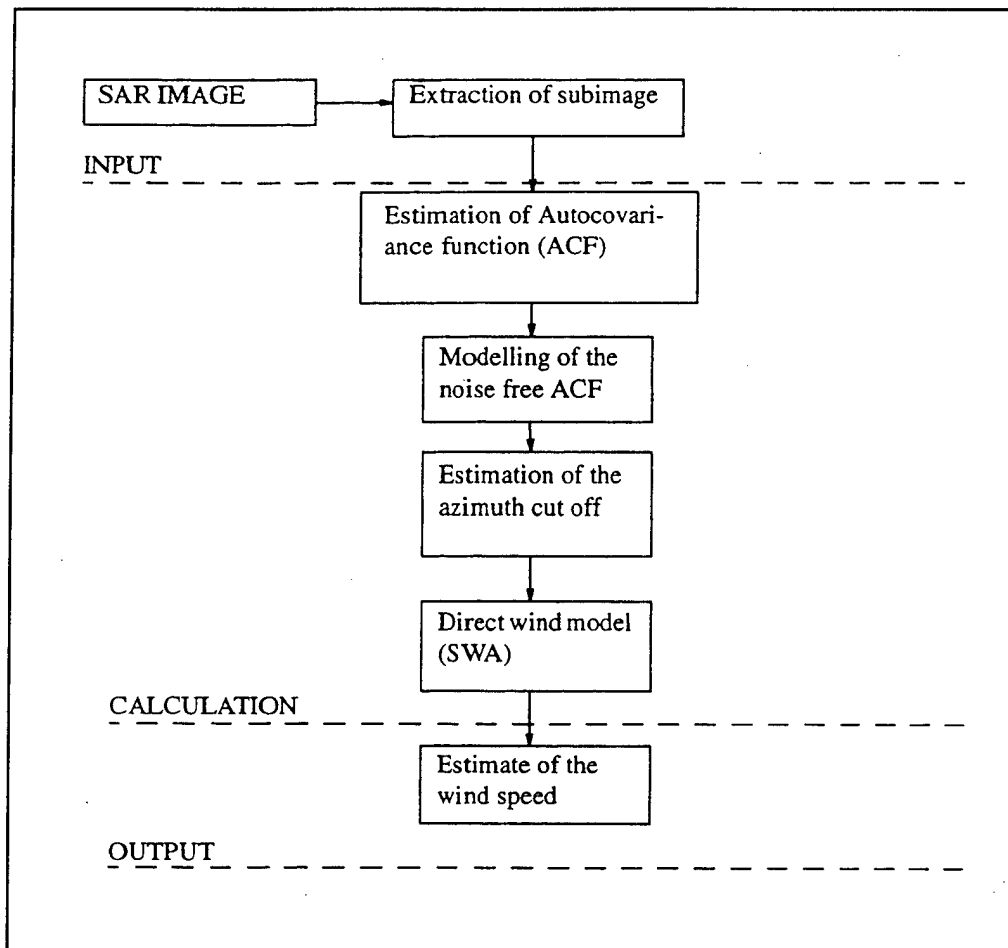 SAR IMAGE
Extraction of subimage
INPUT
Estimation of Autocovari-
ance function (ACF)
Modelling of the
noise free ACF
Estimation of the
azimuth cut off
Direct wind model
(SWA)
CALCULATION
Estimate of the
wind speed
OUTPUT